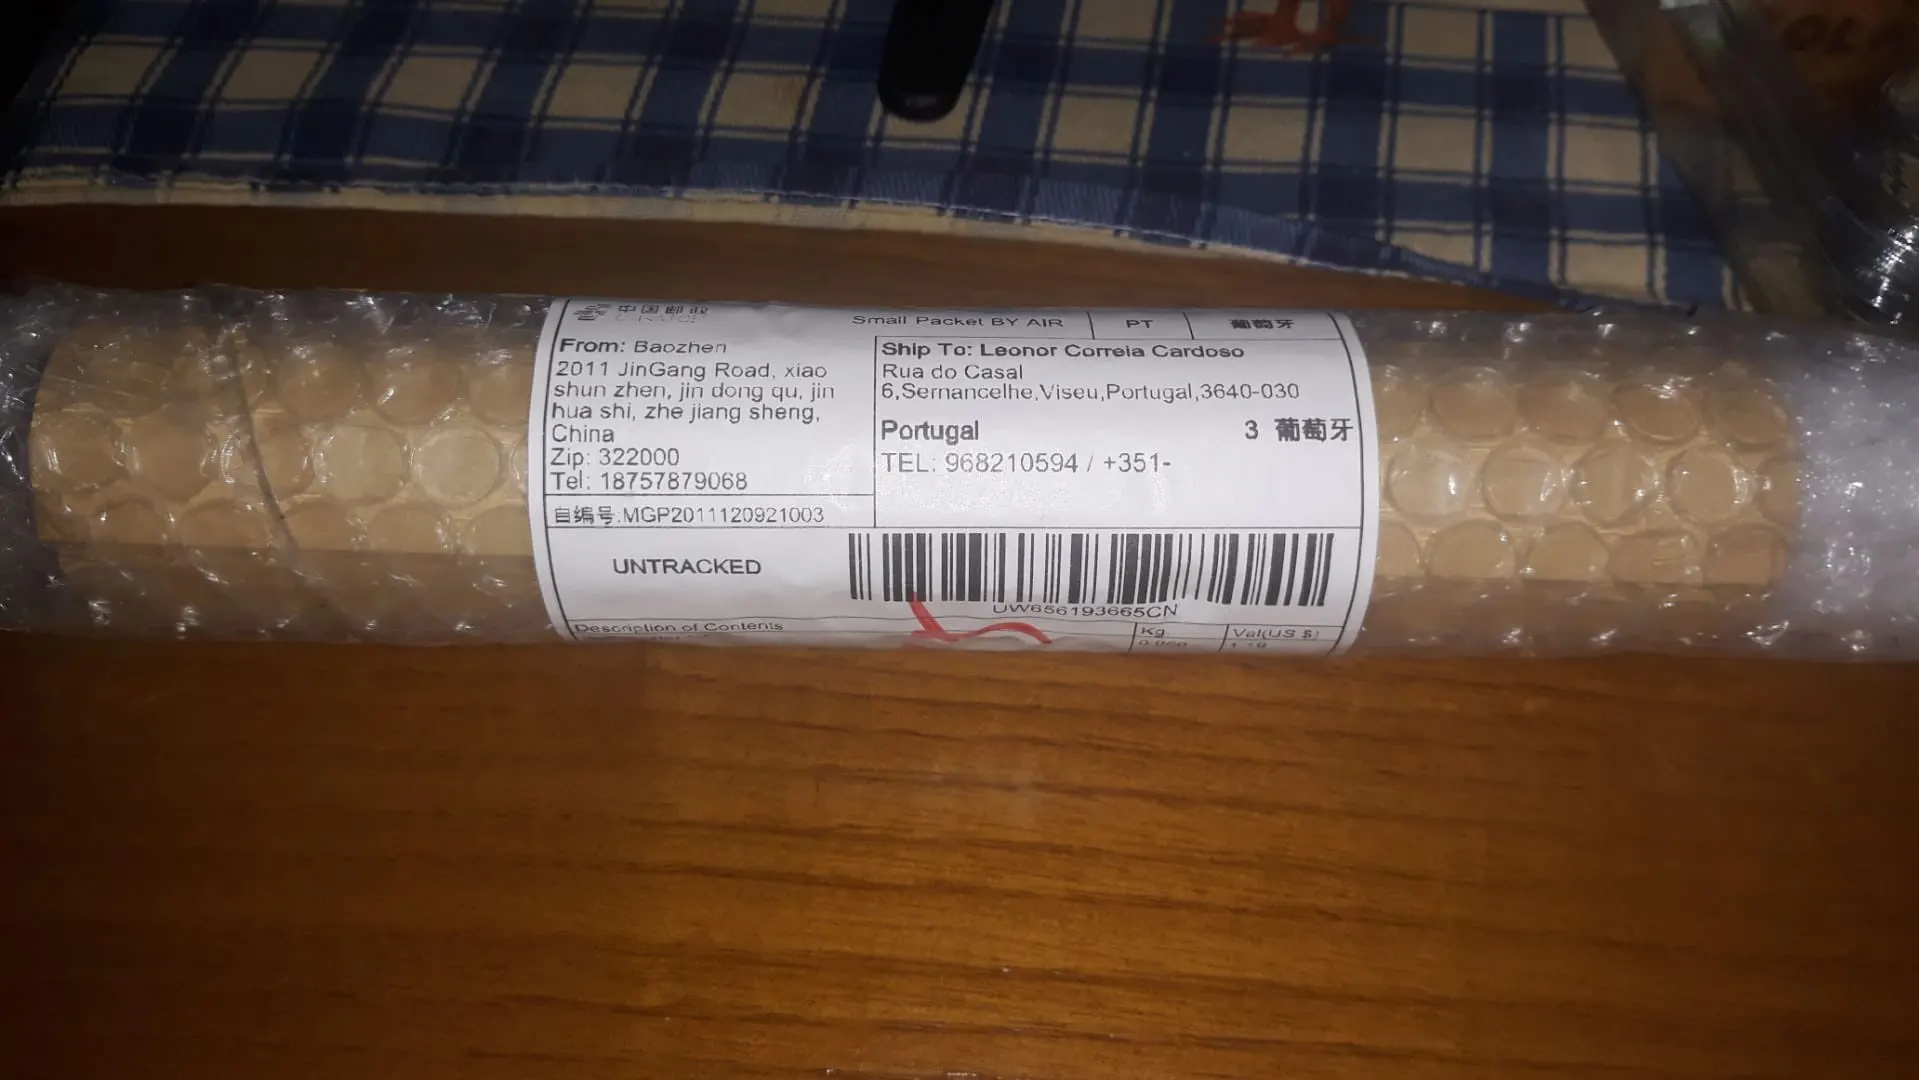 中国邮政
CHINA POST
Small Packet BY AIR
PT
葡萄牙
From: Baozhen
2011 JinGang Road, xiao
shun zhen, jin dong qu, jin
hua shi, zhe jiang sheng,
China
Zip: 322000
Tel: 18757879068
自编号:MGP2011120921003
Ship To: Leonor Correia Cardoso
Rua do Casal
6,Sernancelhe,Viseu,Portugal,3640-030
Portugal
3 葡萄牙
TEL: 968210594 / +351-
UNTRACKED
UW656193665CN
Description of Contents
Kg
Val(US $)